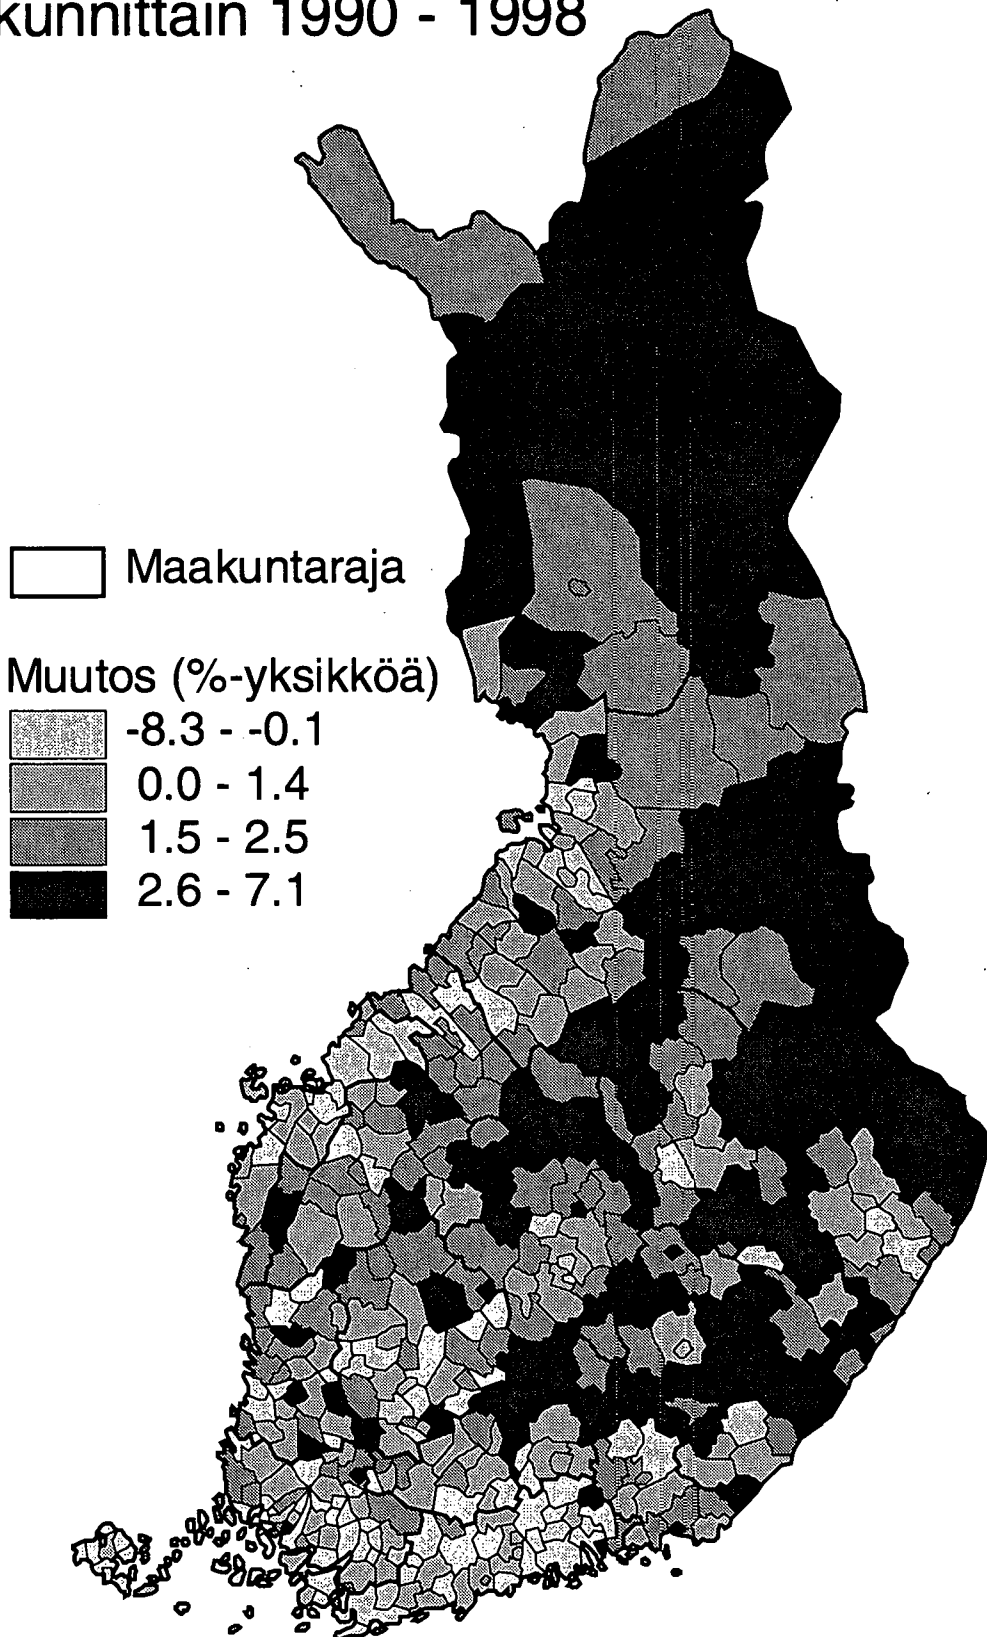 kunnittain 1990 - 1998
Maakuntaraja
Muutos (%-yksikköä)
-8.3 - -0.1
0.0 - 1.4
1.5 - 2.5
2.6 - 7.1